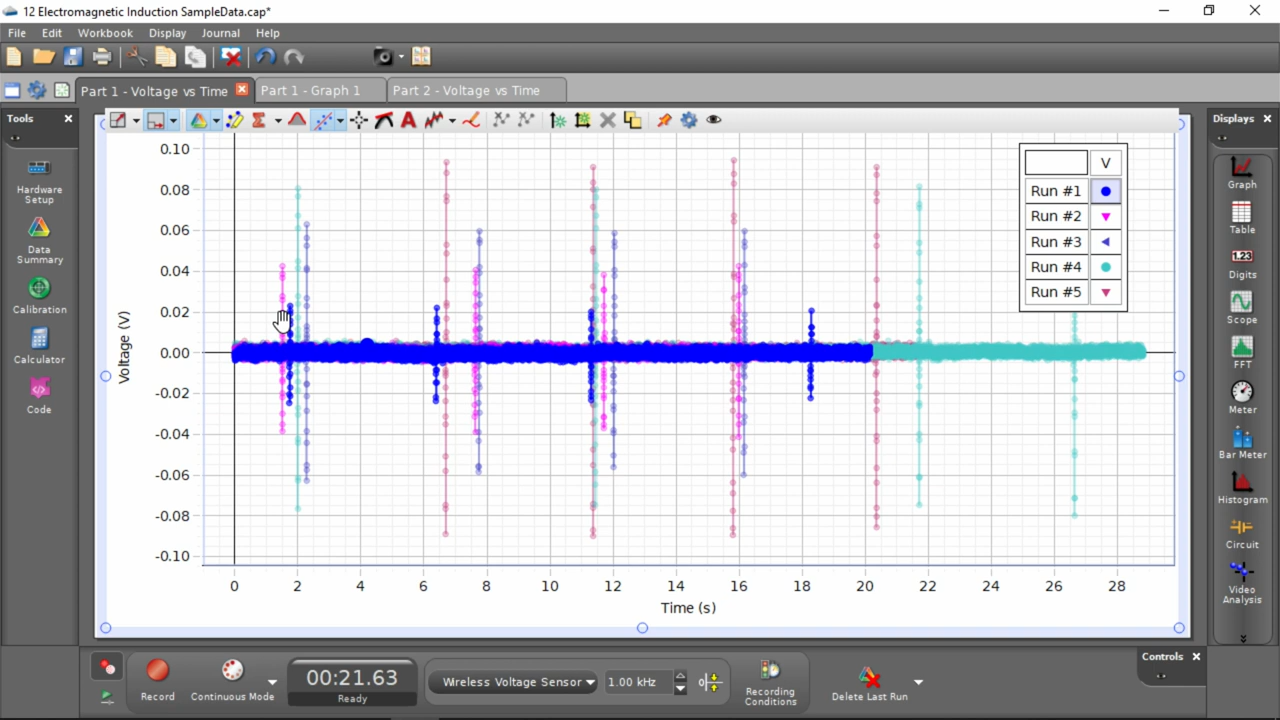 12 Electromagnetic Induction SampleData.cap*
File Edit Workbook Display Journal Help
Part 1 - Voltage vs Time
Part 1 - Graph 1
Part 2 - Voltage vs Time
Tools
Hardware
Setup
Data
Summary
Calibration
Calculator
Code
Voltage (V)
0.10
0.08
0.06
0.04
0.02
0.00
-0.02
-0.04
-0.06
-0.08
-0.10
0 2 4 6 8 10 12 14 16 18 20 22 24 26 28
Time (s)
V
Run #1
Run #2
Run #3
Run #4
Run #5
Displays
Graph
Table
1.23
Digits
Scope
FFT
Meter
Bar Meter
Histogram
Circuit
Video
Analysis
Record
Continuous Mode
00:21.63
Ready
Wireless Voltage Sensor
1.00 kHz
Recording
Conditions
Delete Last Run
Controls